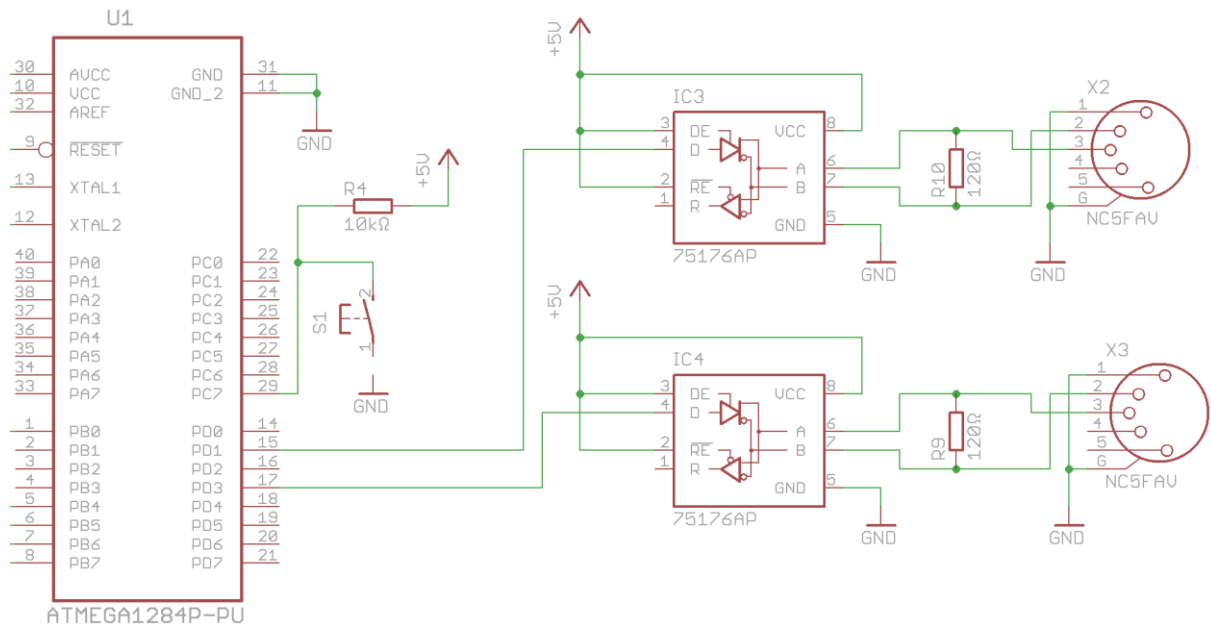 U1
30 AVCC GND 31
10 VCC GND_2 11
32 AREF
9 RESET
13 XTAL1
12 XTAL2
40 PA0 PC0 22
39 PA1 PC1 23
38 PA2 PC2 24
37 PA3 PC3 25
36 PA4 PC4 26
35 PA5 PC5 27
34 PA6 PC6 28
33 PA7 PC7 29
1 PB0 PD0 14
2 PB1 PD1 15
3 PB2 PD2 16
4 PB3 PD3 17
5 PB4 PD4 18
6 PB5 PD5 19
7 PB6 PD6 20
8 PB7 PD7 21
ATMEGA1284P-PU
GND
+5V
R4
10kΩ
S1
2
1
GND
+5V
IC3
3 DE VCC 8
4 D
A 6
2 RE B 7
1 R
GND 5
75176AP
GND
R10
120Ω
X2
1
2
3
4
5
G
NC5FAV
GND
+5V
IC4
3 DE VCC 8
4 D
A 6
2 RE B 7
1 R
GND 5
75176AP
GND
R9
120Ω
X3
1
2
3
4
5
G
NC5FAV
GND